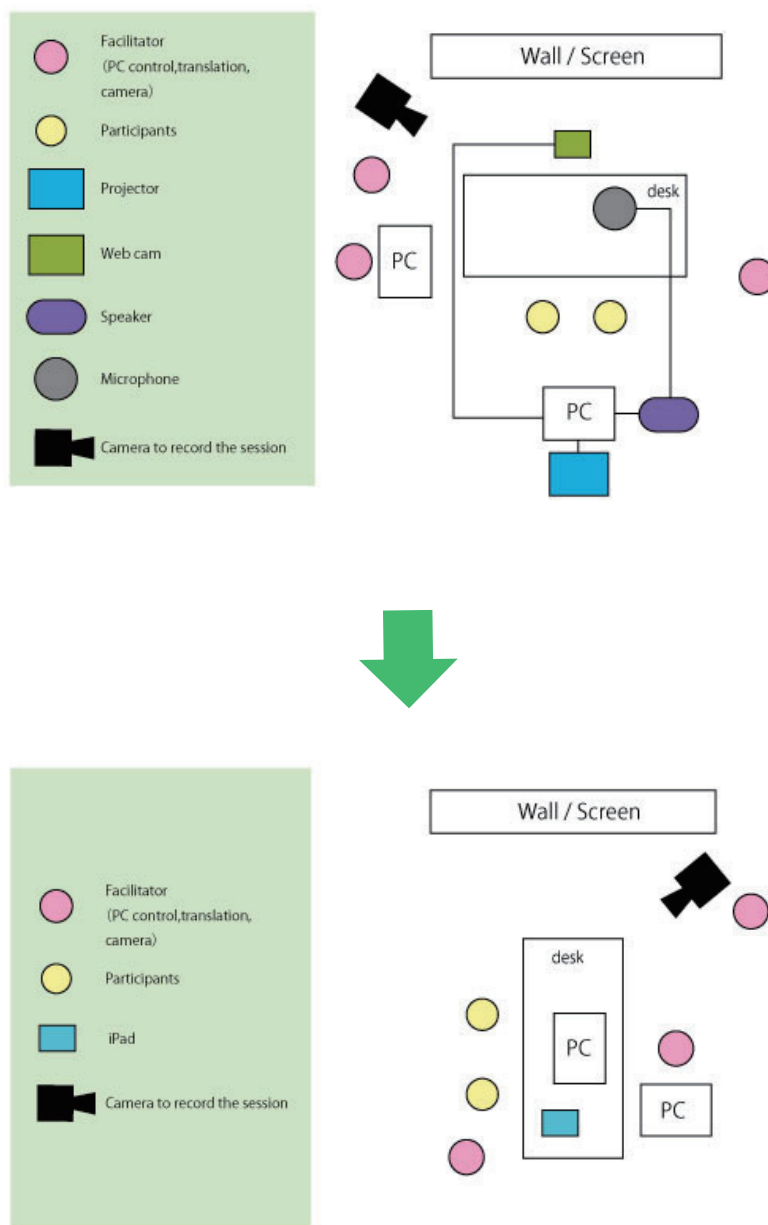 Facilitator
（PC control,translation,
camera）
Participants
Projector
Web cam
Speaker
Microphone
Camera to record the session
Wall / Screen
desk
PC
PC
Facilitator
（PC control,translation,
camera）
Participants
iPad
Camera to record the session
Wall / Screen
desk
PC
PC